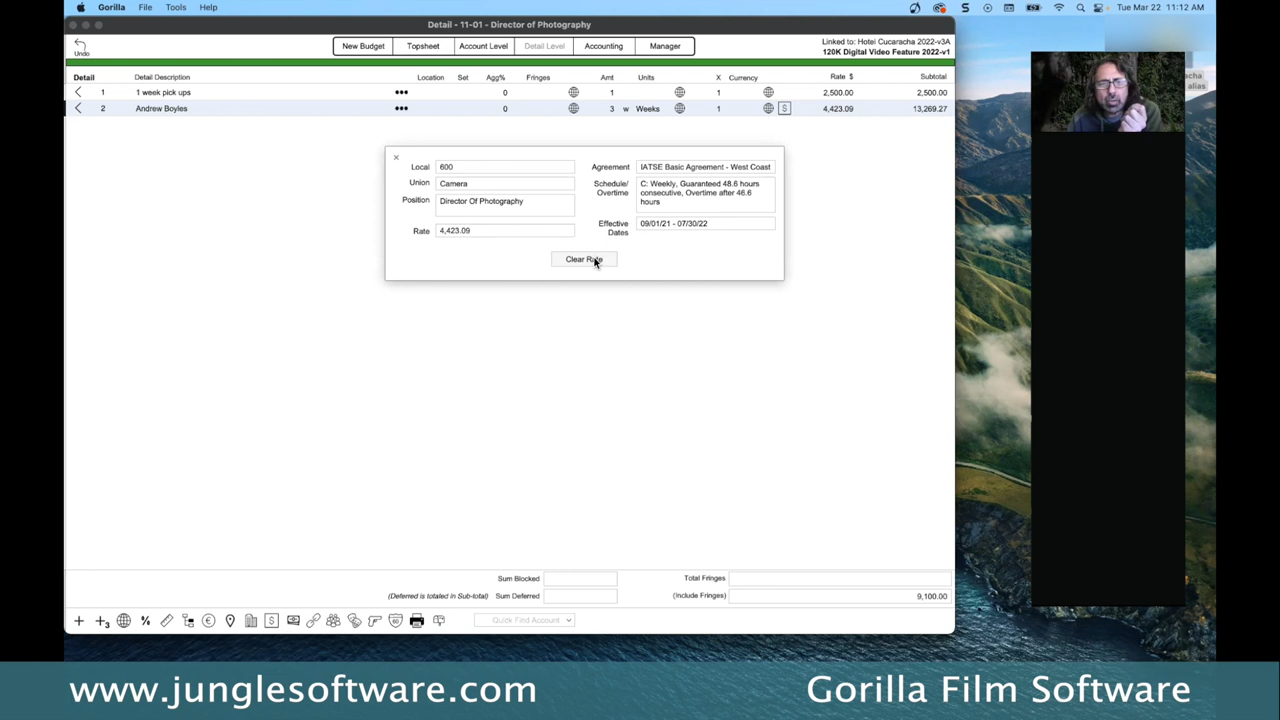 Gorilla File Tools Help
Tue Mar 22 11:12 AM
Detail - 11-01 - Director of Photography
Undo
New Budget Topsheet Account Level Detail Level Accounting Manager
Linked to: Hotel Cucaracha 2022-v3A
120K Digital Video Feature 2022-v1
Detail Detail Description Location Set Agg% Fringes Amt Units X Currency Rate $ Subtotal
1 1 week pick ups ••• 0 1 1 2,500.00 2,500.00
2 Andrew Boyles ••• 0 3 w Weeks 1 $ 4,423.09 13,269.27
Local 600
Union Camera
Position Director Of Photography
Rate 4,423.09
Agreement IATSE Basic Agreement - West Coast
Schedule/
Overtime
C: Weekly, Guaranteed 48.6 hours
consecutive, Overtime after 46.6
hours
Effective
Dates
09/01/21 - 07/30/22
Clear Rate
Sum Blocked
Total Fringes
(Deferred is totaled in Sub-total) Sum Deferred
(Include Fringes) 9,100.00
Quick Find Account
acha
alias
www.junglesoftware.com
Gorilla Film Software